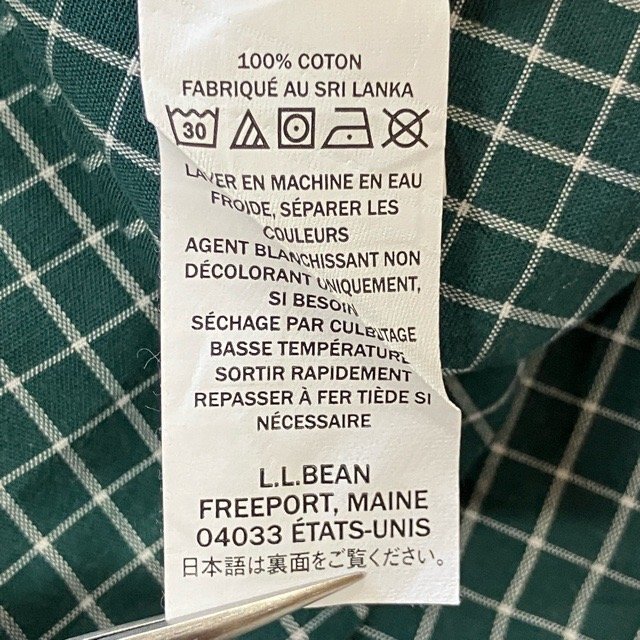 100% COTON
FABRIQUÉ AU SRI LANKA
30
LAVER EN MACHINE EN EAU
FROIDE, SÉPARER LES
COULEURS
AGENT BLANCHISSANT NON
DÉCOLORANT UNIQUEMENT,
SI BESOIN
SÉCHAGE PAR CULBUTAGE
BASSE TEMPÉRATURE
SORTIR RAPIDEMENT
REPASSER À FER TIÈDE SI
NÉCESSAIRE
L.L.BEAN
FREEPORT, MAINE
04033 ÉTATS-UNIS
日本語は裏面をご覧ください。